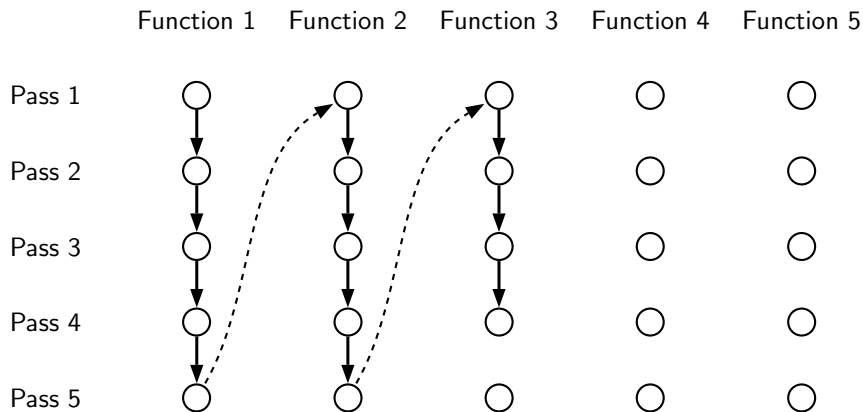 Function 1 Function 2 Function 3 Function 4 Function 5
Pass 1
Pass 2
Pass 3
Pass 4
Pass 5